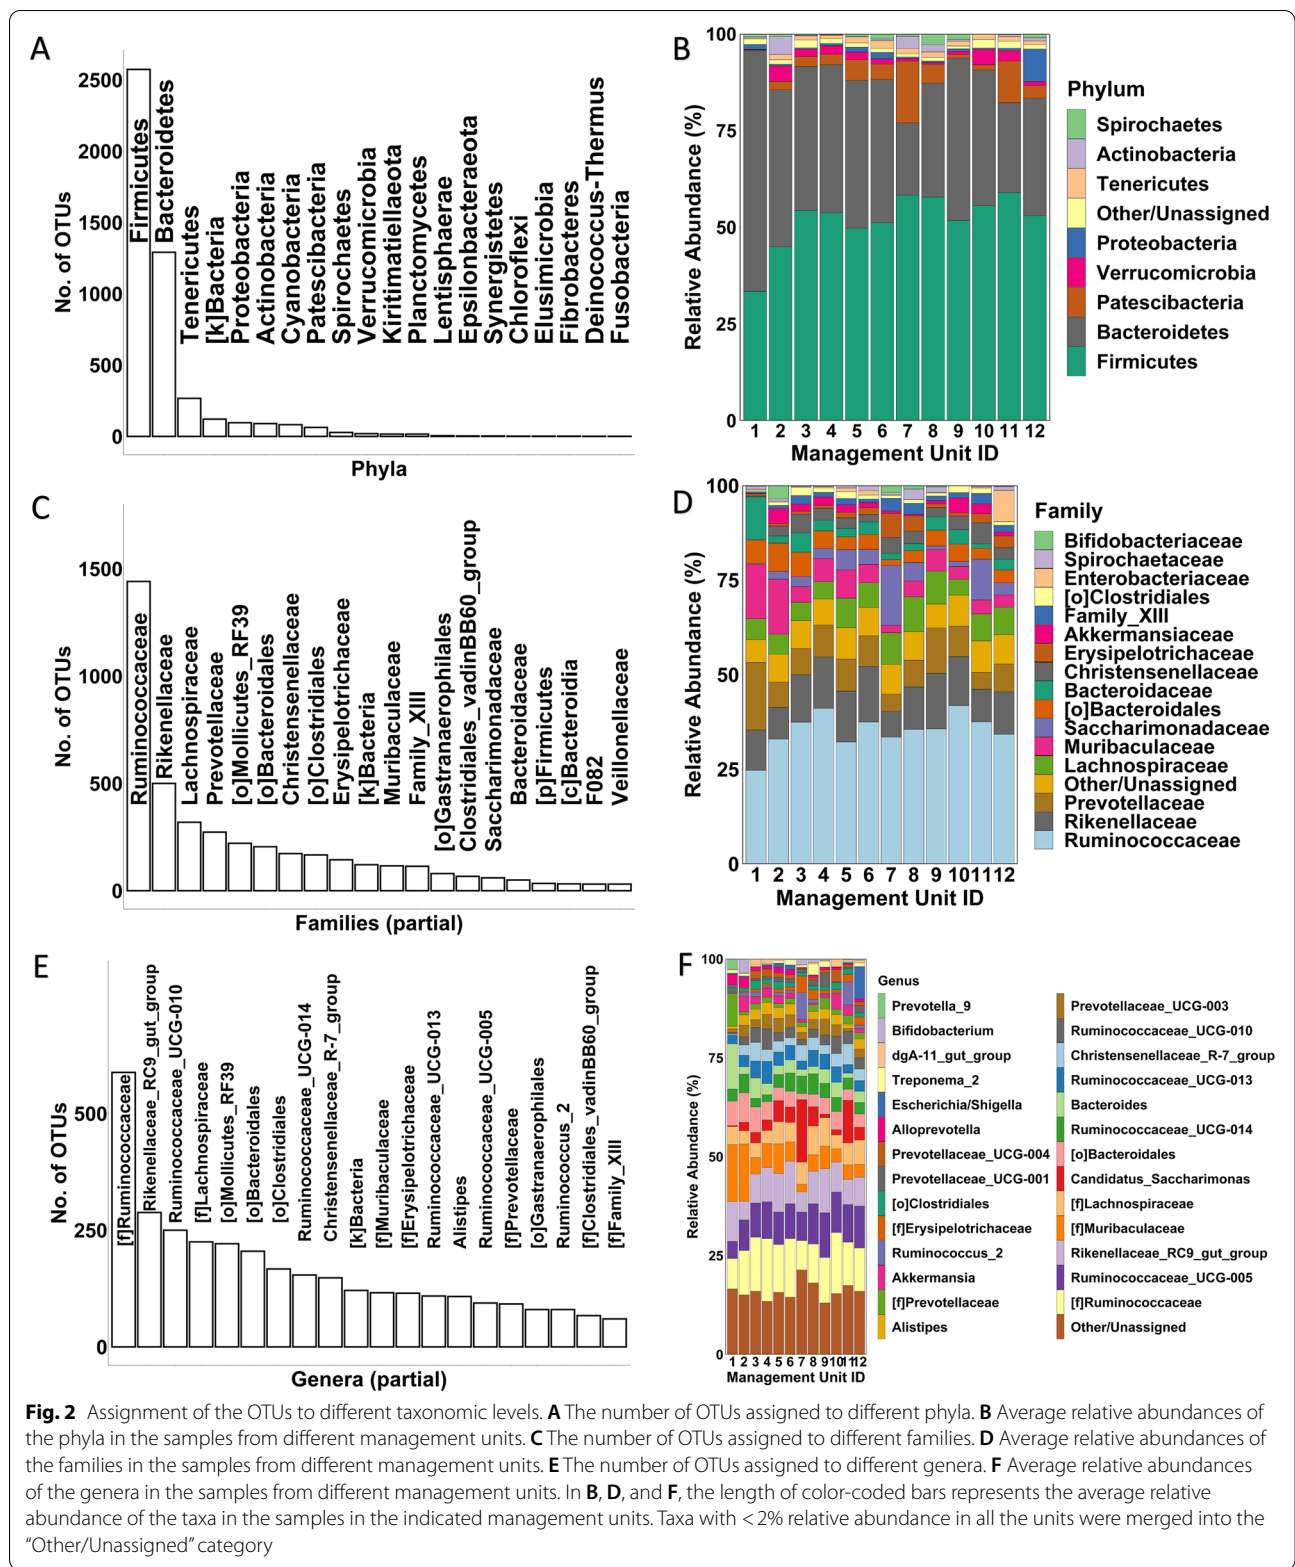 A
No. of OTUs
2500
2000
1500
1000
500
0
Firmicutes
Bacteroidetes
Tenericutes
[k]Bacteria
Proteobacteria
Actinobacteria
Cyanobacteria
Patescibacteria
Spirochaetes
Verrucomicrobia
Kiritimatiellaeota
Planctomycetes
Lentisphaerae
Epsilonbacteraeota
Synergistetes
Chloroflexi
Elusimicrobia
Fibrobacteres
Deinococcus-Thermus
Fusobacteria
Phyla
B
Relative Abundance (%)
100
75
50
25
0
1 2 3 4 5 6 7 8 9 10 11 12
Management Unit ID
Phylum
Spirochaetes
Actinobacteria
Tenericutes
Other/Unassigned
Proteobacteria
Verrucomicrobia
Patescibacteria
Bacteroidetes
Firmicutes
C
No. of OTUs
1500
1000
500
0
Ruminococcaceae
Rikenellaceae
Lachnospiraceae
Prevotellaceae
[o]Mollicutes_RF39
[o]Bacteroidales
Christensenellaceae
[o]Clostridiales
Erysipelotrichaceae
[k]Bacteria
Muribaculaceae
Family_XIII
[o]Gastranaerophilales
Clostridiales_vadinBB60_group
Saccharimonadaceae
Bacteroidaceae
[p]Firmicutes
[c]Bacteroidia
F082
Veillonellaceae
Families (partial)
D
Relative Abundance (%)
100
75
50
25
0
1 2 3 4 5 6 7 8 9 10 11 12
Management Unit ID
Family
Bifidobacteriaceae
Spirochaetaceae
Enterobacteriaceae
[o]Clostridiales
Family_XIII
Akkermansiaceae
Erysipelotrichaceae
Christensenellaceae
Bacteroidaceae
[o]Bacteroidales
Saccharimonadaceae
Muribaculaceae
Lachnospiraceae
Other/Unassigned
Prevotellaceae
Rikenellaceae
Ruminococcaceae
E
No. of OTUs
500
250
0
[f]Ruminococcaceae
Rikenellaceae_RC9_gut_group
Ruminococcaceae_UCG-010
[f]Lachnospiraceae
[o]Mollicutes_RF39
[o]Bacteroidales
[o]Clostridiales
Ruminococcaceae_UCG-014
Christensenellaceae_R-7_group
[k]Bacteria
[f]Muribaculaceae
[f]Erysipelotrichaceae
Ruminococcaceae_UCG-013
Alistipes
Ruminococcaceae_UCG-005
[f]Prevotellaceae
[o]Gastranaerophilales
Ruminococcus_2
[f]Clostridiales_vadinBB60_group
[f]Family_XIII
Genera (partial)
F
Relative Abundance (%)
100
75
50
25
0
1 2 3 4 5 6 7 8 9 10 11 12
Management Unit ID
Genus
Prevotella_9
Bifidobacterium
dgA-11_gut_group
Treponema_2
Escherichia/Shigella
Alloprevotella
Prevotellaceae_UCG-004
Prevotellaceae_UCG-001
[o]Clostridiales
[f]Erysipelotrichaceae
Ruminococcus_2
Akkermansia
[f]Prevotellaceae
Alistipes
Prevotellaceae_UCG-003
Ruminococcaceae_UCG-010
Christensenellaceae_R-7_group
Ruminococcaceae_UCG-013
Bacteroides
Ruminococcaceae_UCG-014
[o]Bacteroidales
Candidatus_Saccharimonas
[f]Lachnospiraceae
[f]Muribaculaceae
Rikenellaceae_RC9_gut_group
Ruminococcaceae_UCG-005
[f]Ruminococcaceae
Other/Unassigned
Fig. 2 Assignment of the OTUs to different taxonomic levels. A The number of OTUs assigned to different phyla. B Average relative abundances of
the phyla in the samples from different management units. C The number of OTUs assigned to different families. D Average relative abundances of
the families in the samples from different management units. E The number of OTUs assigned to different genera. F Average relative abundances
of the genera in the samples from different management units. In B, D, and F, the length of color-coded bars represents the average relative
abundance of the taxa in the samples in the indicated management units. Taxa with < 2% relative abundance in all the units were merged into the
“Other/Unassigned” category